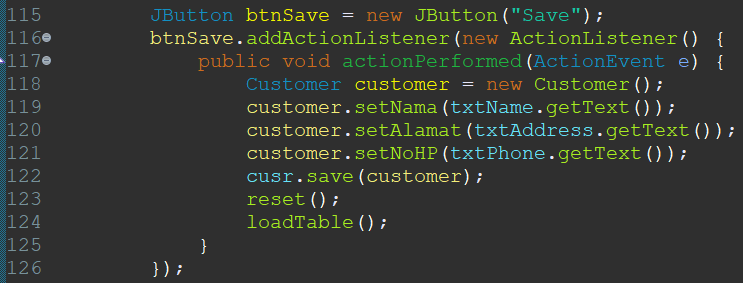 115 JButton btnSave = new JButton("Save");
116 btnSave.addActionListener(new ActionListener() {
117 public void actionPerformed(ActionEvent e) {
118 Customer customer = new Customer();
119 customer.setNama(txtName.getText());
120 customer.setAlamat(txtAddress.getText());
121 customer.setNoHP(txtPhone.getText());
122 cusr.save(customer);
123 reset();
124 loadTable();
125 }
126 });